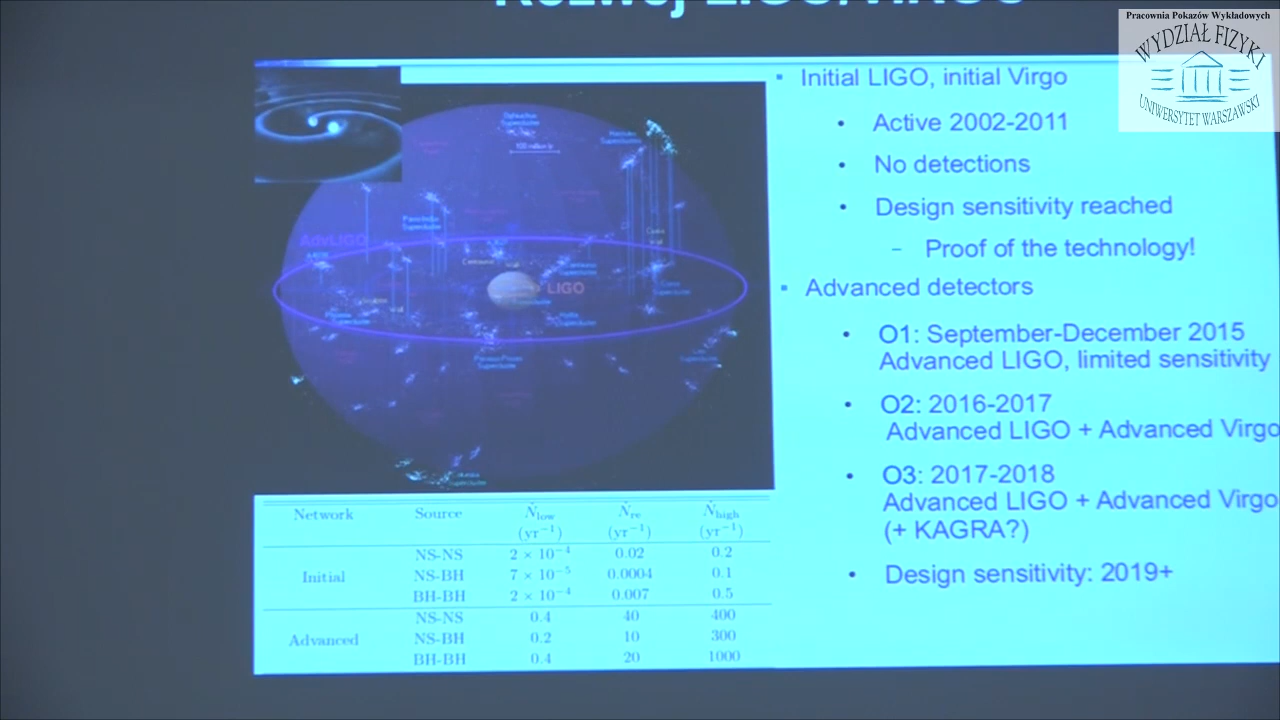 Pracownia Pokazów Wykładowych
WYDZIAŁ FIZYKI
UNIWERSYTET WARSZAWSKI
Initial LIGO, initial Virgo
Active 2002-2011
No detections
Design sensitivity reached
– Proof of the technology!
Advanced detectors
O1: September-December 2015
Advanced LIGO, limited sensitivity
O2: 2016-2017
Advanced LIGO + Advanced Virgo
O3: 2017-2018
Advanced LIGO + Advanced Virgo
(+ KAGRA?)
Design sensitivity: 2019+
100 million ly
AdvLIGO
LIGO
Supercluster
Network Source Ṅlow Ṅre Ṅhigh
(yr⁻¹) (yr⁻¹) (yr⁻¹)
NS-NS 2 × 10⁻⁴ 0.02 0.2
Initial NS-BH 7 × 10⁻⁵ 0.0004 0.1
BH-BH 2 × 10⁻⁴ 0.007 0.5
NS-NS 0.4 40 400
Advanced NS-BH 0.2 10 300
BH-BH 0.4 20 1000